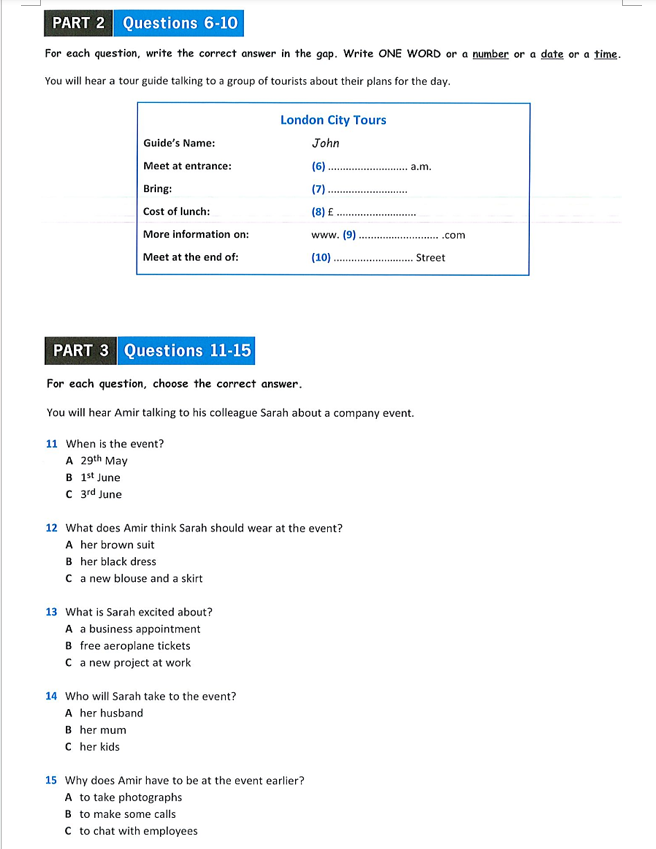 PART 2 Questions 6-10
For each question, write the correct answer in the gap. Write ONE WORD or a number or a date or a time.
You will hear a tour guide talking to a group of tourists about their plans for the day.
London City Tours
Guide's Name: John
Meet at entrance: (6) ........................... a.m.
Bring: (7) ...........................
Cost of lunch: (8) £ ...........................
More information on: www. (9) ........................... .com
Meet at the end of: (10) ........................... Street
PART 3 Questions 11-15
For each question, choose the correct answer.
You will hear Amir talking to his colleague Sarah about a company event.
11 When is the event?
A 29th May
B 1st June
C 3rd June
12 What does Amir think Sarah should wear at the event?
A her brown suit
B her black dress
C a new blouse and a skirt
13 What is Sarah excited about?
A a business appointment
B free aeroplane tickets
C a new project at work
14 Who will Sarah take to the event?
A her husband
B her mum
C her kids
15 Why does Amir have to be at the event earlier?
A to take photographs
B to make some calls
C to chat with employees